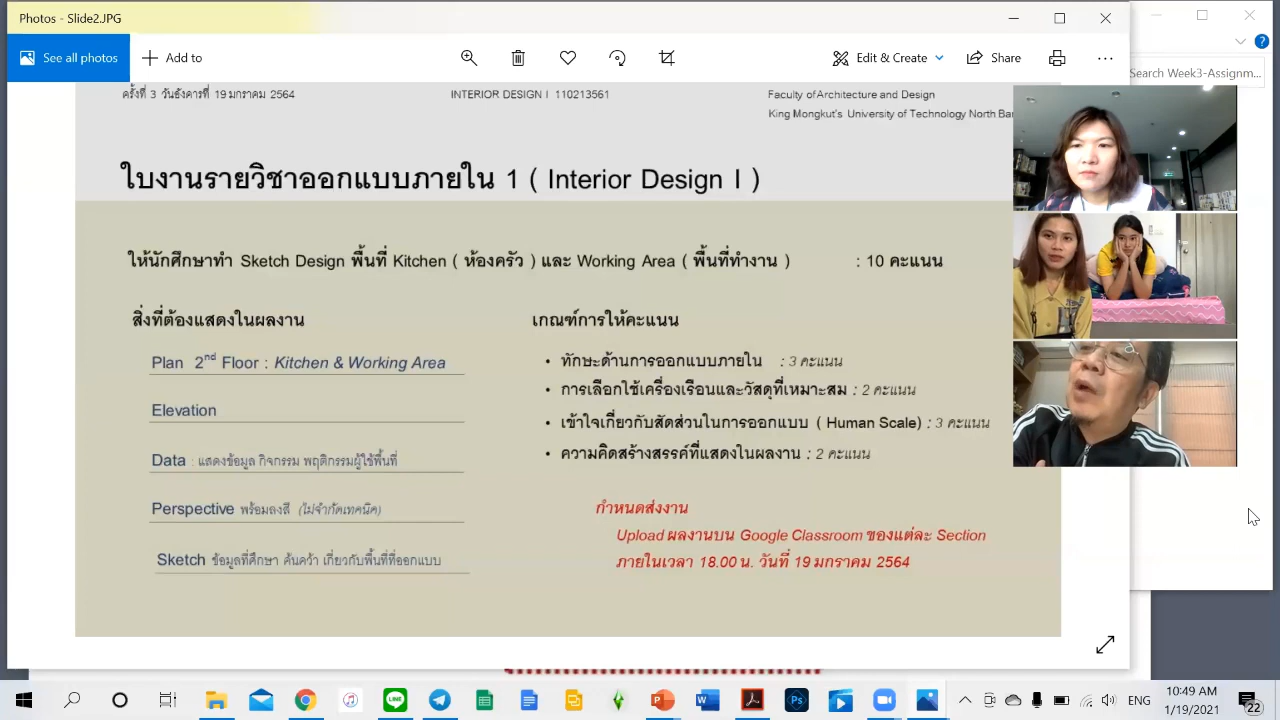 Photos - Slide2.JPG
See all photos
Add to
Edit & Create
Share
Search Week3-Assignm...
ครั้งที่ 3 วันอังคารที่ 19 มกราคม 2564
INTERIOR DESIGN I 110213561
Faculty of Architecture and Design
King Mongkut's University of Technology North Ban
ใบงานรายวิชาออกแบบภายใน 1 ( Interior Design I )
ให้นักศึกษาทำ Sketch Design พื้นที่ Kitchen ( ห้องครัว ) และ Working Area ( พื้นที่ทำงาน ) : 10 คะแนน
สิ่งที่ต้องแสดงในผลงาน
Plan 2nd Floor : Kitchen & Working Area
Elevation
Data : แสดงข้อมูล กิจกรรม พฤติกรรมผู้ใช้พื้นที่
Perspective พร้อมลงสี (ไม่จำกัดเทคนิค)
Sketch ข้อมูลที่ศึกษา ค้นคว้า เกี่ยวกับพื้นที่ที่ออกแบบ
เกณฑ์การให้คะแนน
• ทักษะด้านการออกแบบภายใน : 3 คะแนน
• การเลือกใช้เครื่องเรือนและวัสดุที่เหมาะสม : 2 คะแนน
• เข้าใจเกี่ยวกับสัดส่วนในการออกแบบ ( Human Scale) : 3 คะแนน
• ความคิดสร้างสรรค์ที่แสดงในผลงาน : 2 คะแนน
กำหนดส่งงาน
Upload ผลงานบน Google Classroom ของแต่ละ Section
ภายในเวลา 18.00 น. วันที่ 19 มกราคม 2564
ENG
10:49 AM
1/19/2021
22